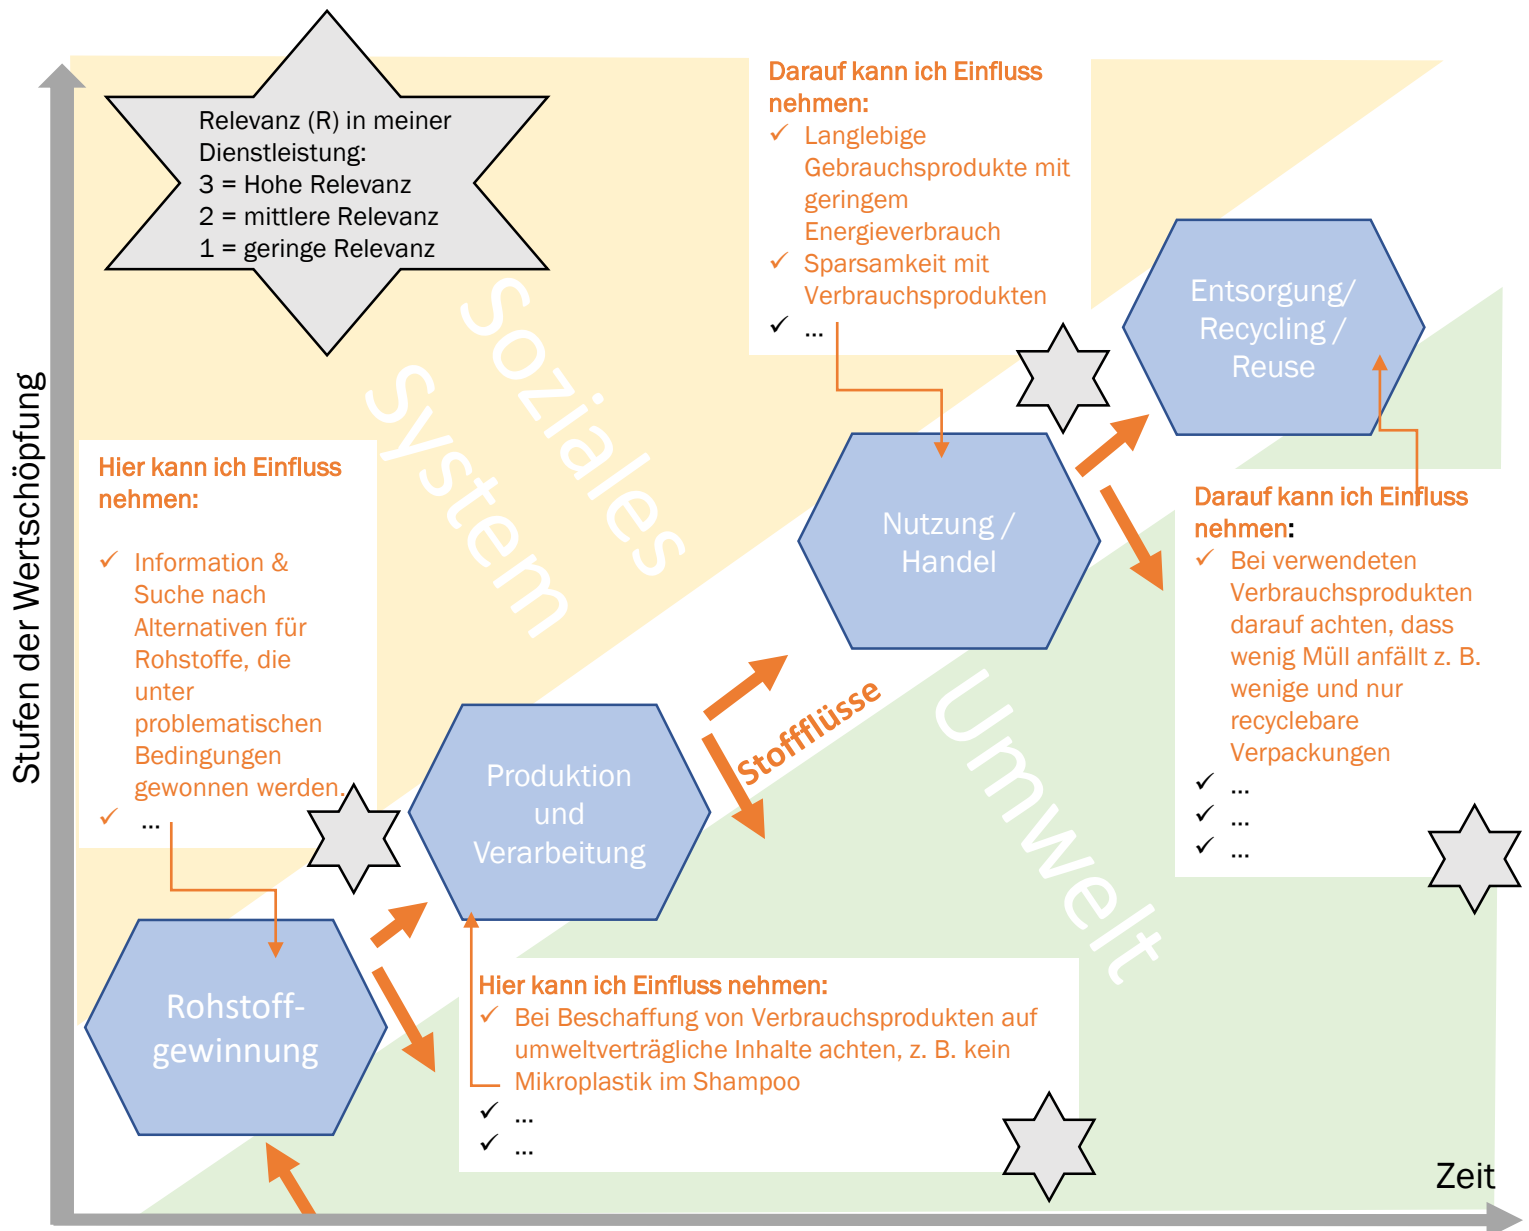 Relevanz (R) in meiner
Dienstleistung:
3 = Hohe Relevanz
2 = mittlere Relevanz
1 = geringe Relevanz
Darauf kann ich Einfluss
nehmen:
✓ Langlebige
Gebrauchsprodukte mit
geringem
Energieverbrauch
✓ Sparsamkeit mit
Verbrauchsprodukten
✓ ...
Entsorgung/
Recycling /
Reuse
Soziales
System
Stufen der Wertschöpfung
Hier kann ich Einfluss
nehmen:
✓ Information &
Suche nach
Alternativen für
Rohstoffe, die
unter
problematischen
Bedingungen
gewonnen werden.
✓ ...
Nutzung /
Handel
Darauf kann ich Einfluss
nehmen:
✓ Bei verwendeten
Verbrauchsprodukten
darauf achten, dass
wenig Müll anfällt z. B.
wenige und nur
recyclebare
Verpackungen
✓ ...
✓ ...
✓ ...
Stoffflüsse
Umwelt
Produktion
und
Verarbeitung
Rohstoff-
gewinnung
Hier kann ich Einfluss nehmen:
✓ Bei Beschaffung von Verbrauchsprodukten auf
umweltverträgliche Inhalte achten, z. B. kein
Mikroplastik im Shampoo
✓ ...
✓ ...
Zeit